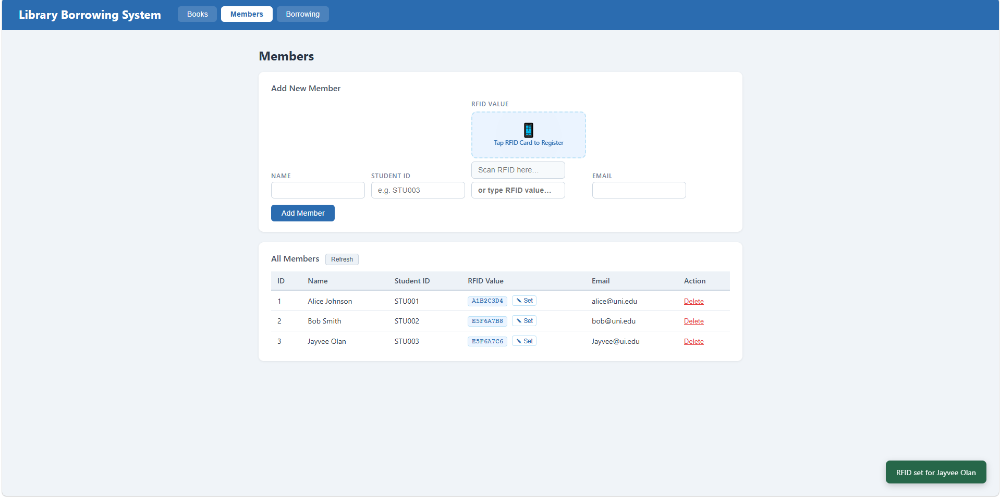 Library Borrowing System Books Members Borrowing
Members
Add New Member
RFID VALUE
Tap RFID Card to Register
Scan RFID here...
NAME STUDENT ID EMAIL
e.g. STU003 or type RFID value...
Add Member
All Members Refresh
ID Name Student ID RFID Value Email Action
1 Alice Johnson STU001 A1B2C3D4 Set alice@uni.edu Delete
2 Bob Smith STU002 E5F6A7B8 Set bob@uni.edu Delete
3 Jayvee Olan STU003 E5F6A7C6 Set Jayvee@ui.edu Delete
RFID set for Jayvee Olan